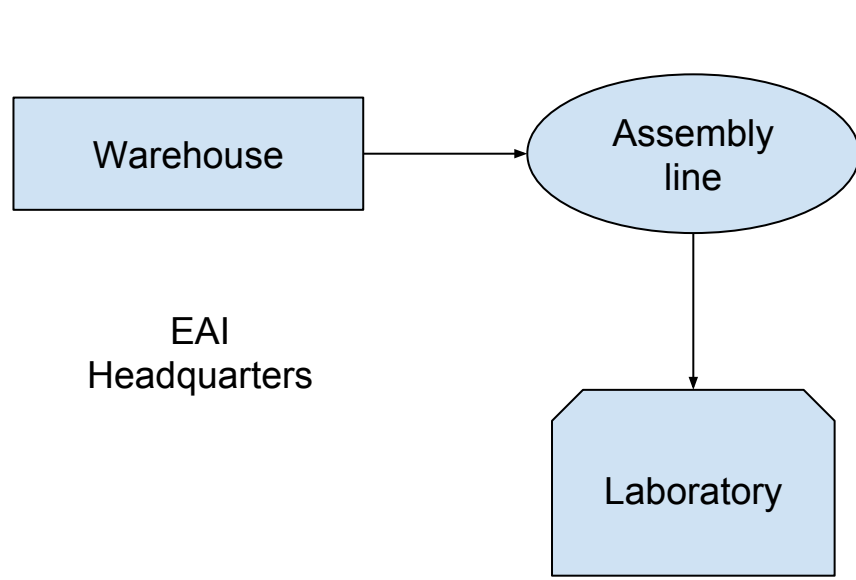 Warehouse
Assembly
line
EAI
Headquarters
Laboratory